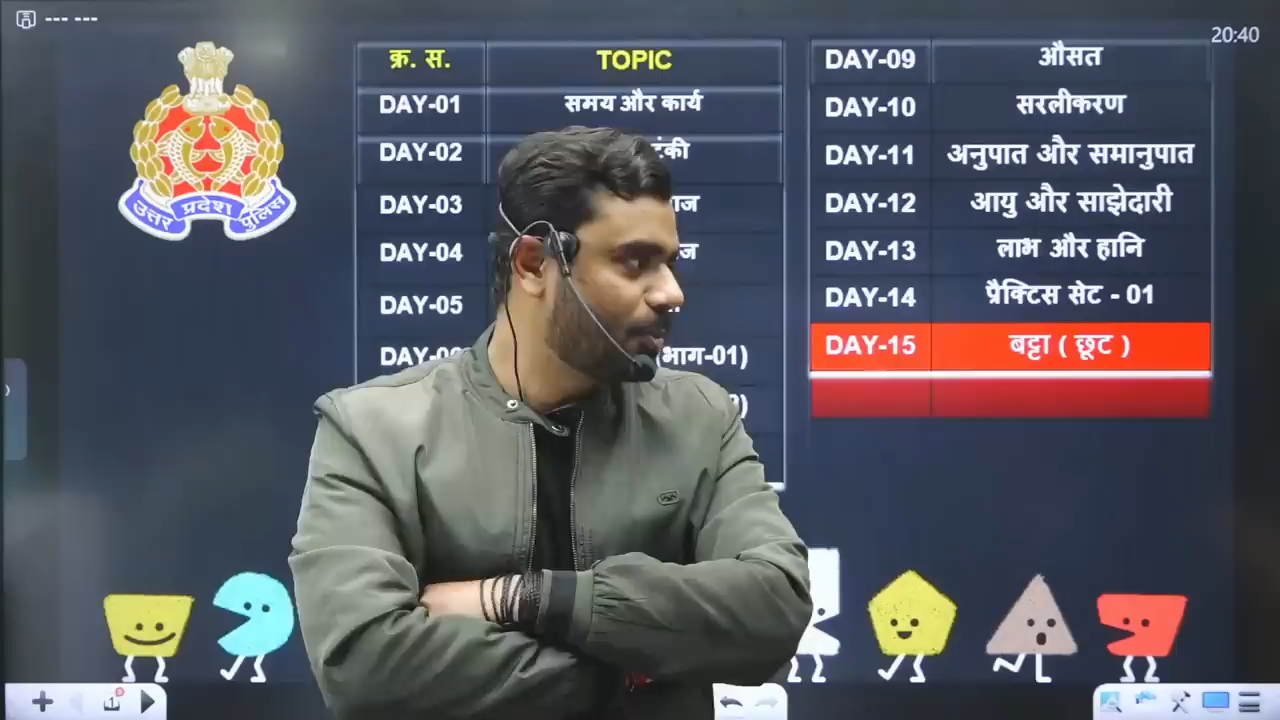 --- ---
20:40
उत्तर प्रदेश पुलिस
क्र. स. TOPIC
DAY-01 समय और कार्य
DAY-02
DAY-03
DAY-04
DAY-05
भाग-01)
DAY-09 औसत
DAY-10 सरलीकरण
DAY-11 अनुपात और समानुपात
DAY-12 आयु और साझेदारी
DAY-13 लाभ और हानि
DAY-14 प्रैक्टिस सेट - 01
DAY-15 बट्टा ( छूट )
1